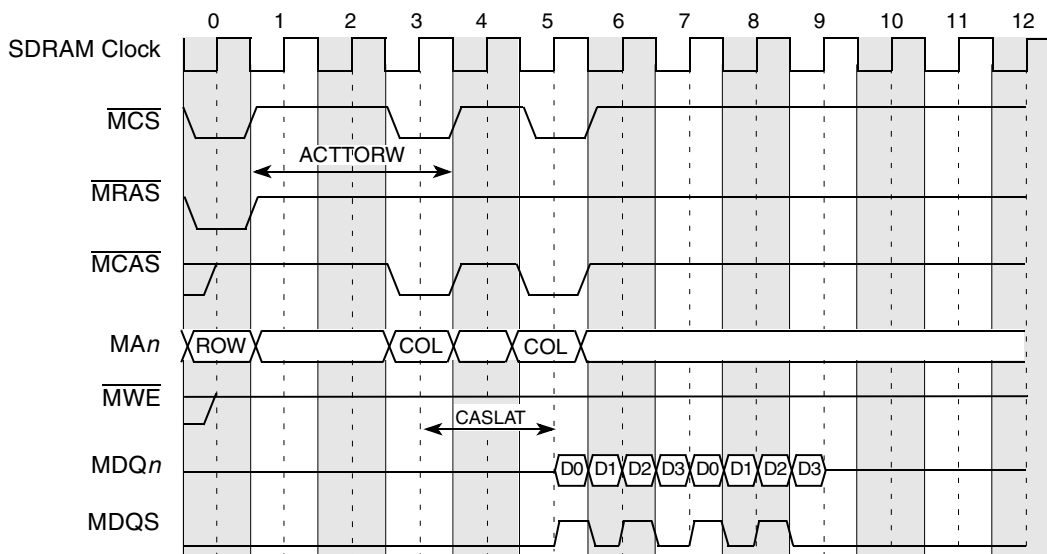 0 1 2 3 4 5 6 7 8 9 10 11 12
SDRAM Clock
MCS
ACTTORW
MRAS
MCAS
MAn ROW COL COL
MWE
CASLAT
MDQn D0 D1 D2 D3 D0 D1 D2 D3
MDQS